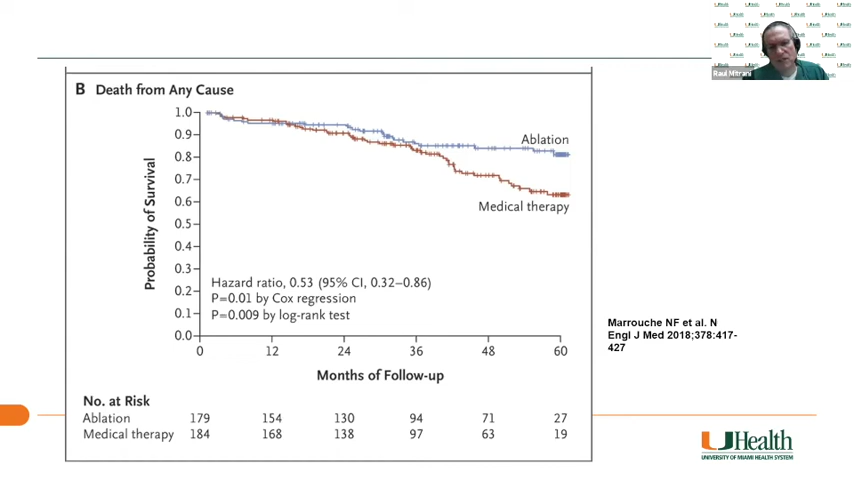 B Death from Any Cause
1.0
0.9
0.8
0.7
0.6
0.5
0.4
0.3
0.2
0.1
0.0
Probability of Survival
Ablation
Medical therapy
Hazard ratio, 0.53 (95% CI, 0.32–0.86)
P=0.01 by Cox regression
P=0.009 by log-rank test
0 12 24 36 48 60
Months of Follow-up
No. at Risk
Ablation 179 154 130 94 71 27
Medical therapy 184 168 138 97 63 19
Marrouche NF et al. N
Engl J Med 2018;378:417-
427
Raul Mitrani
UHealth
UNIVERSITY OF MIAMI HEALTH SYSTEM